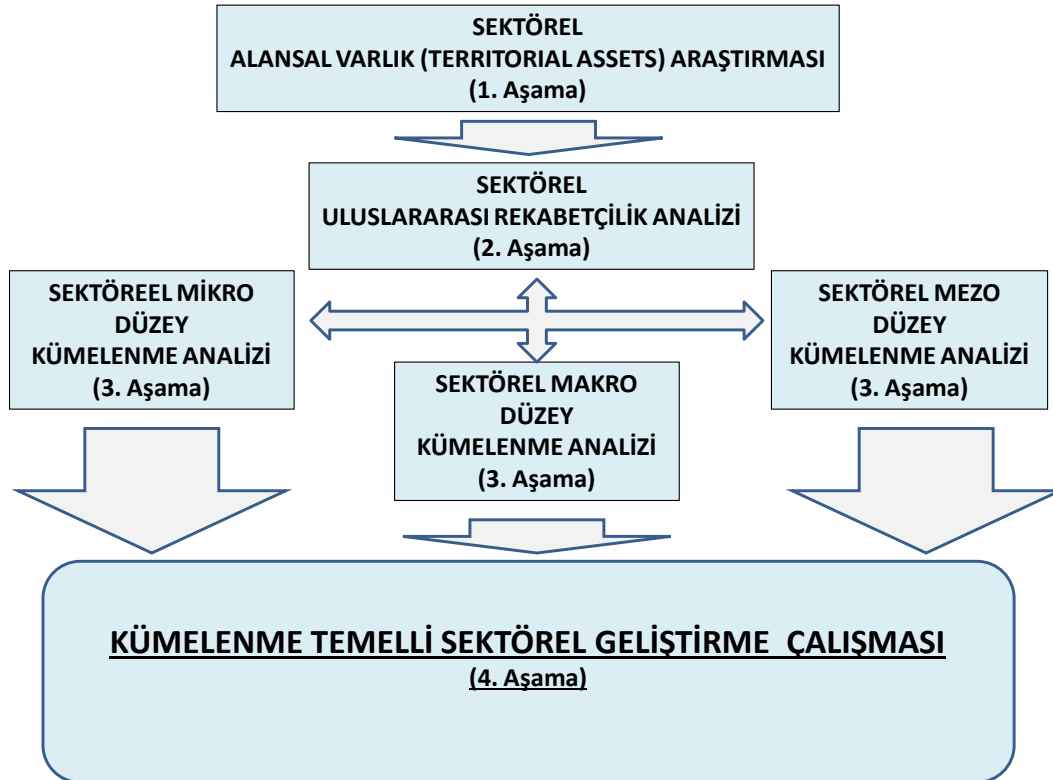 SEKTÖREL
ALANSAL VARLIK (TERRITORIAL ASSETS) ARAŞTIRMASI
(1. Aşama)
SEKTÖREL
ULUSLARARASI REKABETÇİLİK ANALİZİ
(2. Aşama)
SEKTÖREEL MİKRO
DÜZEY
KÜMELENME ANALİZİ
(3. Aşama)
SEKTÖREL MAKRO
DÜZEY
KÜMELENME ANALİZİ
(3. Aşama)
SEKTÖREL MEZO
DÜZEY
KÜMELENME ANALİZİ
(3. Aşama)
KÜMELENME TEMELLİ SEKTÖREL GELİŞTİRME ÇALIŞMASI
(4. Aşama)